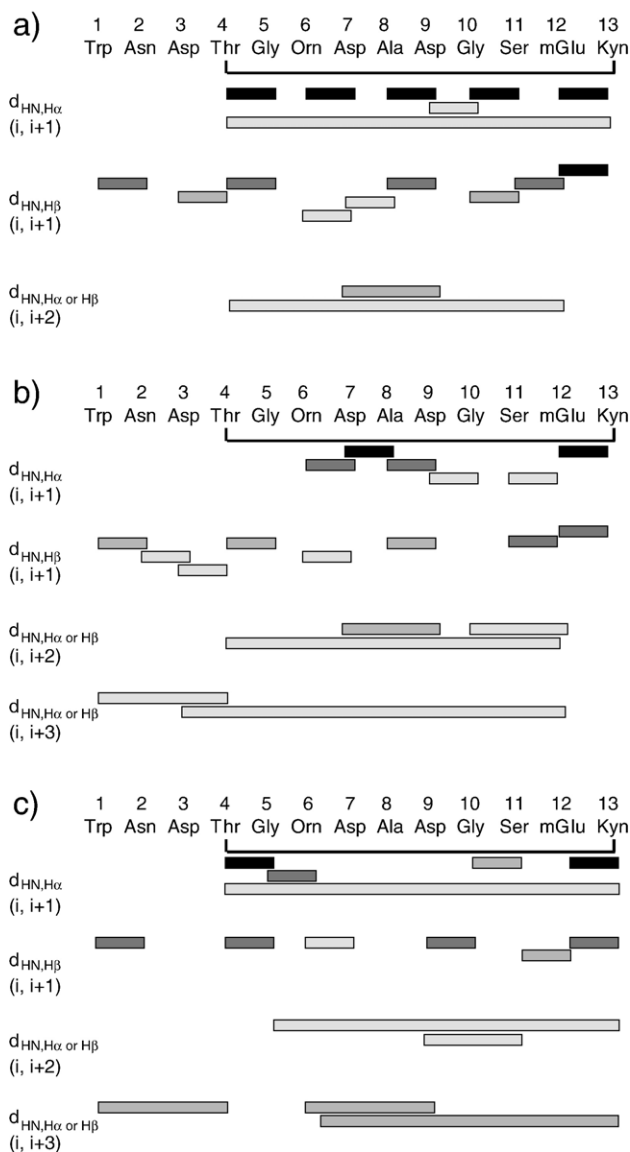 a)
1 2 3 4 5 6 7 8 9 10 11 12 13
Trp Asn Asp Thr Gly Orn Asp Ala Asp Gly Ser mGlu Kyn
dHN,Hα
(i, i+1)
dHN,Hβ
(i, i+1)
dHN,Hα or Hβ
(i, i+2)
b)
1 2 3 4 5 6 7 8 9 10 11 12 13
Trp Asn Asp Thr Gly Orn Asp Ala Asp Gly Ser mGlu Kyn
dHN,Hα
(i, i+1)
dHN,Hβ
(i, i+1)
dHN,Hα or Hβ
(i, i+2)
dHN,Hα or Hβ
(i, i+3)
c)
1 2 3 4 5 6 7 8 9 10 11 12 13
Trp Asn Asp Thr Gly Orn Asp Ala Asp Gly Ser mGlu Kyn
dHN,Hα
(i, i+1)
dHN,Hβ
(i, i+1)
dHN,Hα or Hβ
(i, i+2)
dHN,Hα or Hβ
(i, i+3)